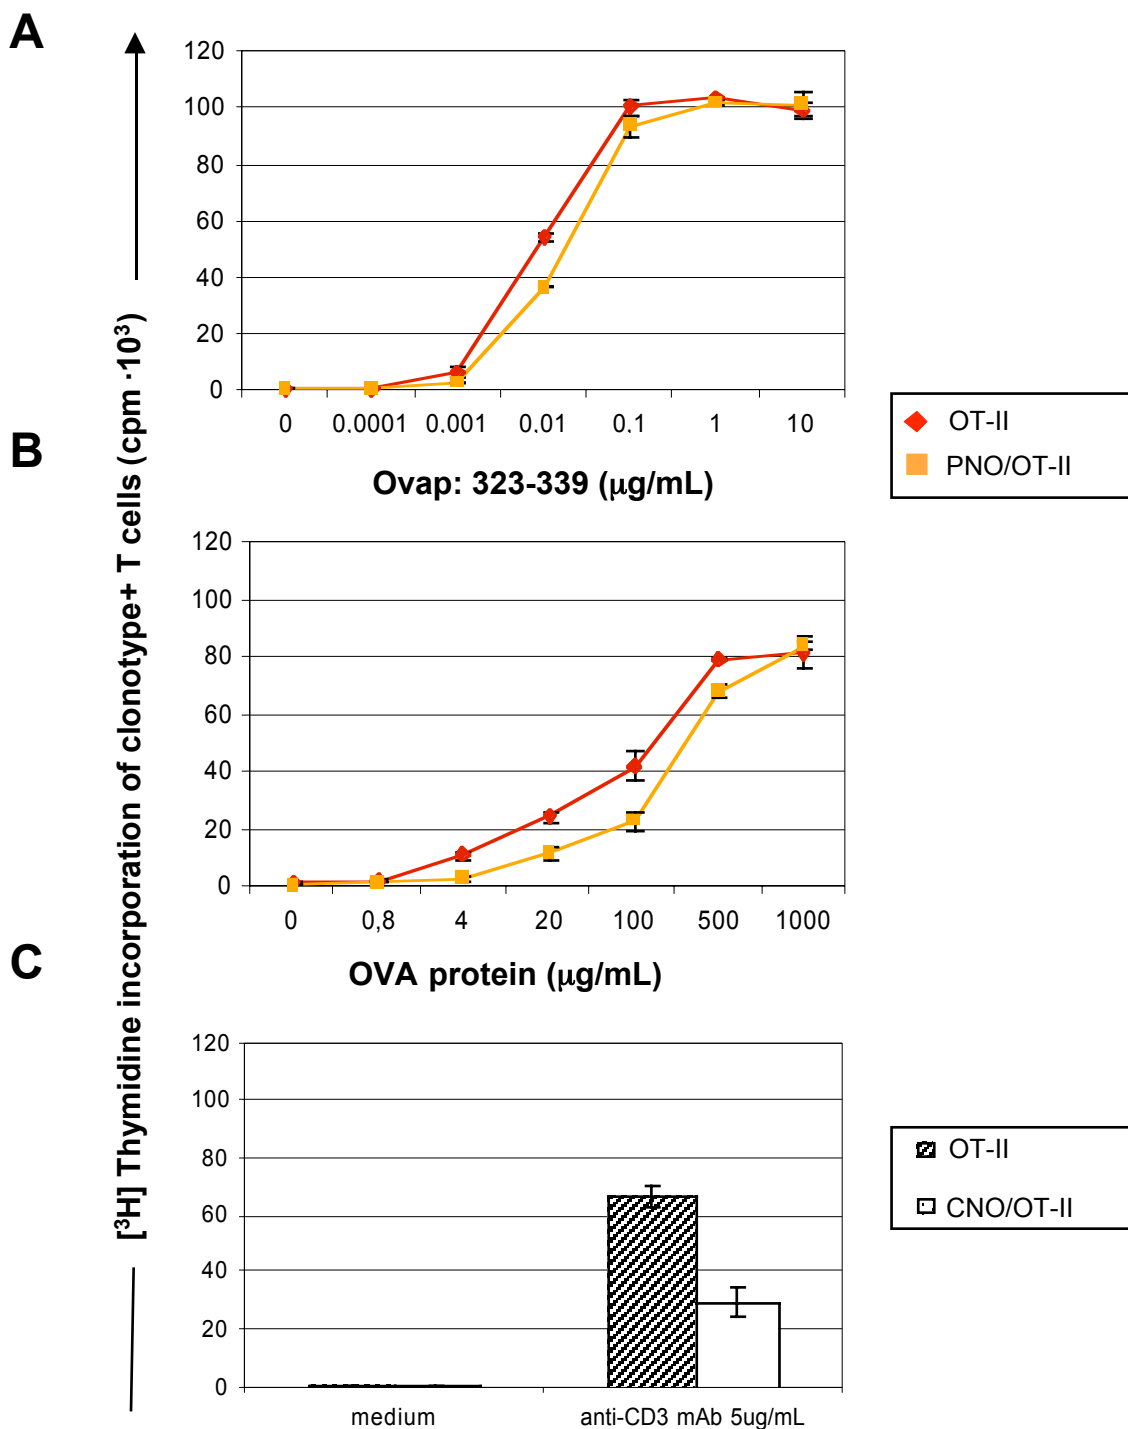 A
120
100
80
60
40
20
0
0 0.0001 0.001 0.01 0.1 1 10
Ovap: 323-339 (μg/mL)
OT-II
PNO/OT-II
[³H] Thymidine incorporation of clonotype+ T cells (cpm ·10³)
B
120
100
80
60
40
20
0
0 0,8 4 20 100 500 1000
OVA protein (μg/mL)
C
120
100
80
60
40
20
0
medium anti-CD3 mAb 5ug/mL
OT-II
CNO/OT-II